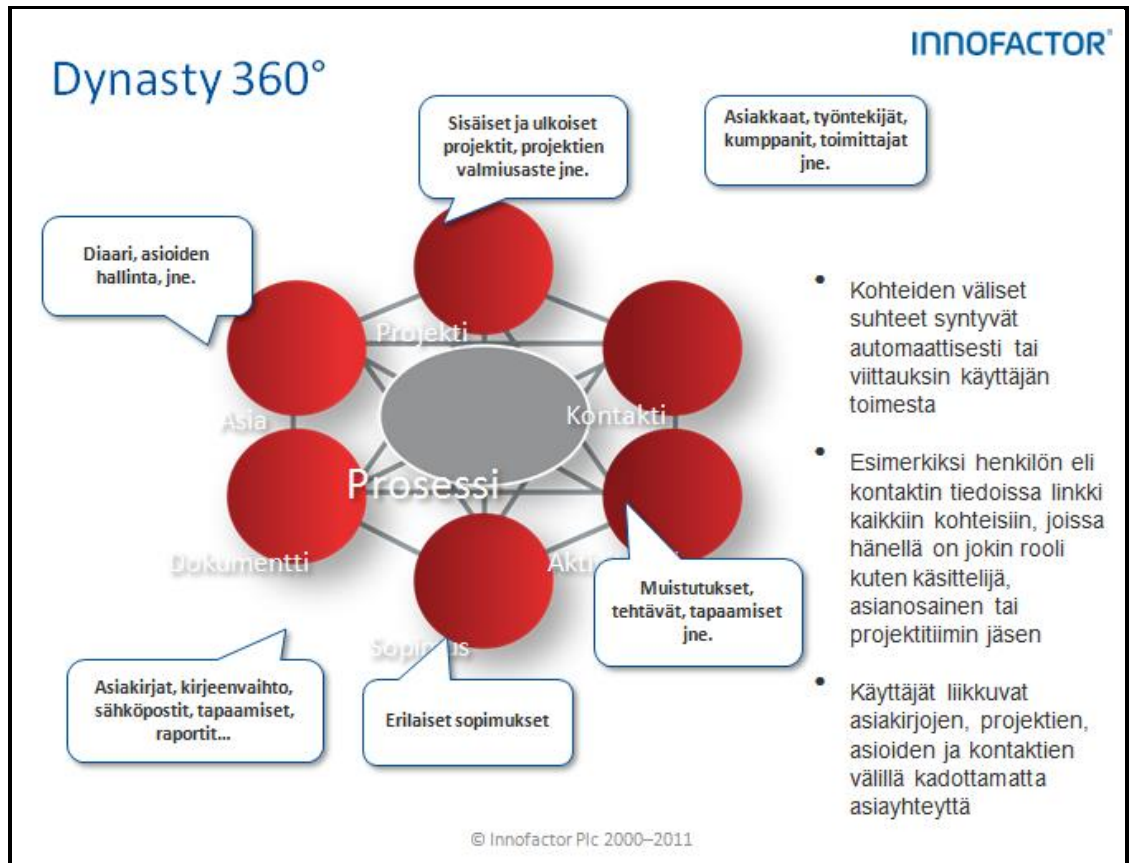 INNOFACTOR®
Dynasty 360°
Sisäiset ja ulkoiset
projektit, projektien
valmiusaste jne.
Asiakkaat, työntekijät,
kumppanit, toimittajat
jne.
Diaari, asioiden
hallinta, jne.
Projekti
Asia
Kontakti
Prosessi
Dokumentti
Muistutukset,
tehtävät, tapaamiset
jne.
Asiakirjat, kirjeenvaihto,
sähköpostit, tapaamiset,
raportit...
Erilaiset sopimukset
• Kohteiden väliset
suhteet syntyvät
automaattisesti tai
viittauksin käyttäjän
toimesta
• Esimerkiksi henkilön eli
kontaktin tiedoissa linkki
kaikkiin kohteisiin, joissa
hänellä on jokin rooli
kuten käsittelijä,
asianosainen tai
projektitiimin jäsen
• Käyttäjät liikkuvat
asiakirjojen, projektien,
asioiden ja kontaktien
välillä kadottamatta
asiayhteyttä
© Innofactor Plc 2000–2011